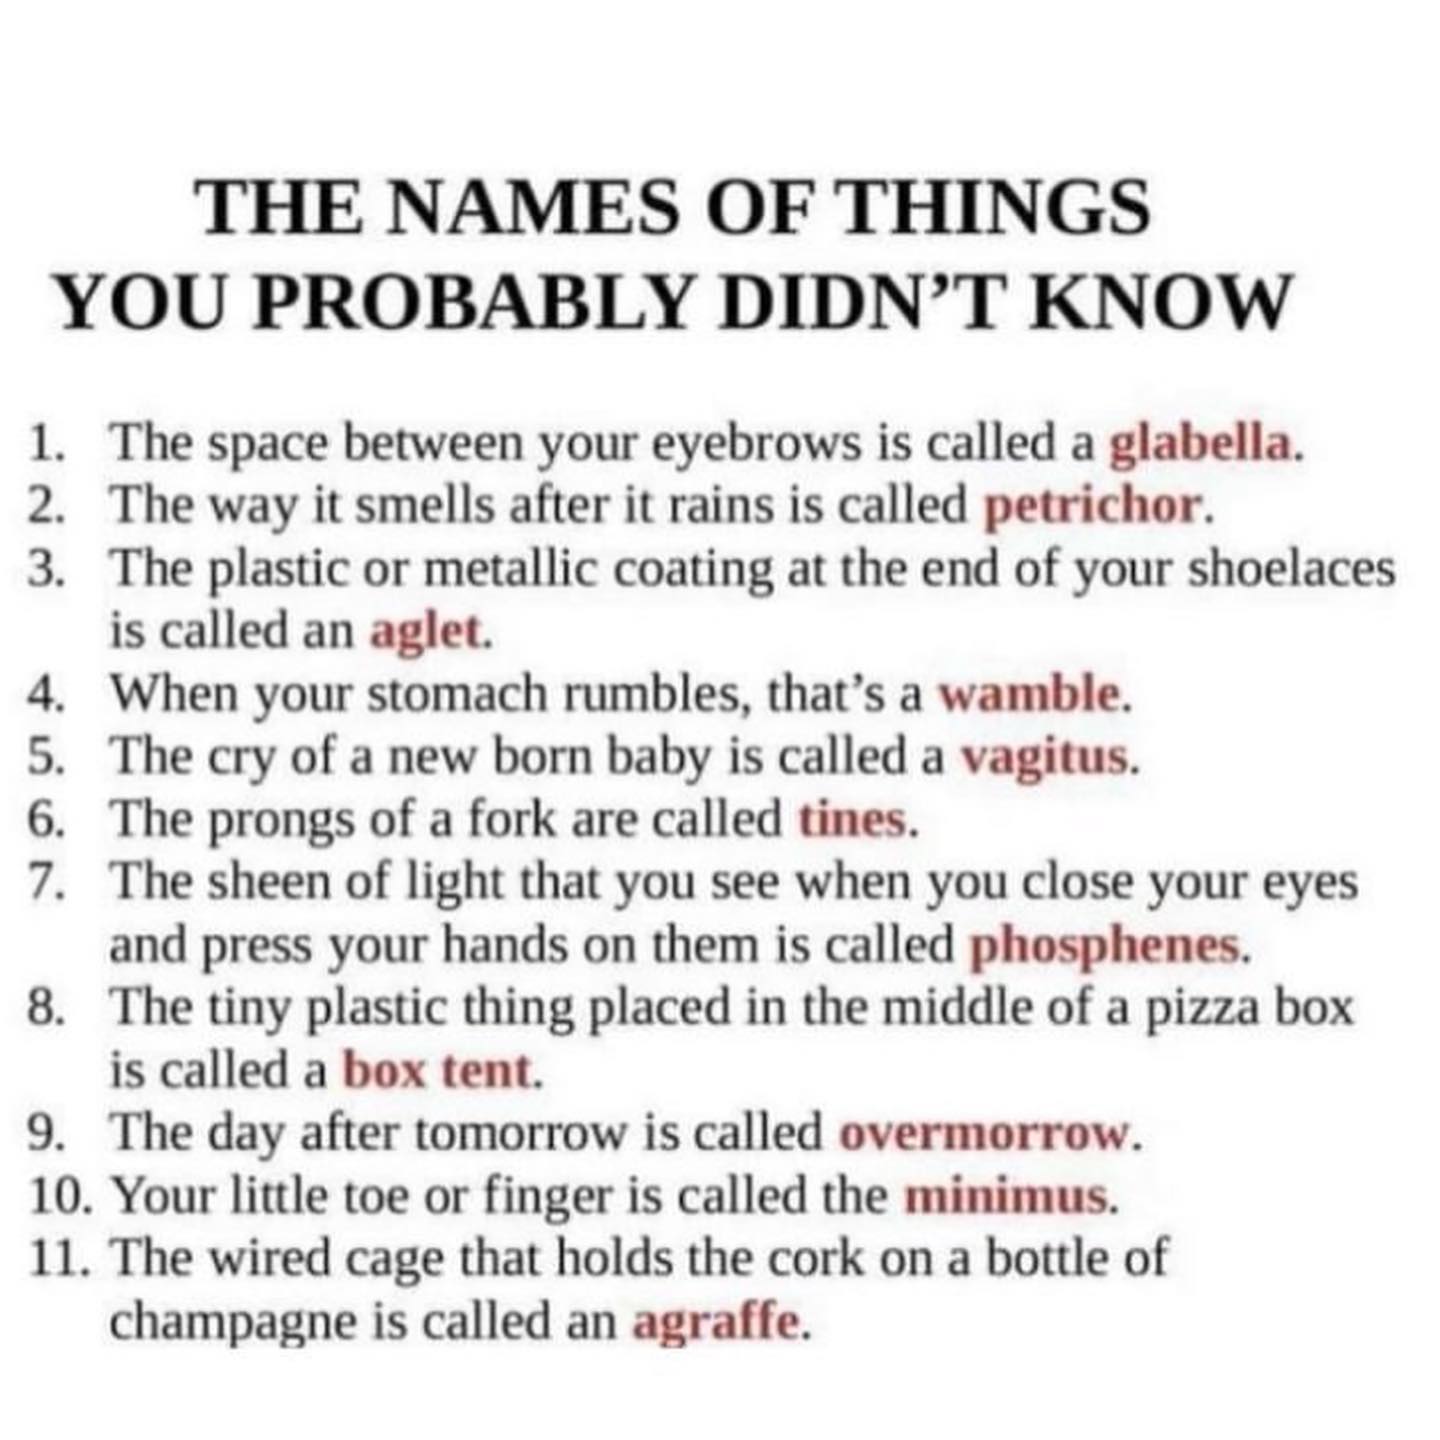 THE NAMES OF THINGS
YOU PROBABLY DIDN’T KNOW
1. The space between your eyebrows is called a glabella.
2. The way it smells after it rains is called petrichor.
3. The plastic or metallic coating at the end of your shoelaces
is called an aglet.
4. When your stomach rumbles, that’s a wamble.
5. The cry of a new born baby is called a vagitus.
6. The prongs of a fork are called tines.
7. The sheen of light that you see when you close your eyes
and press your hands on them is called phosphenes.
8. The tiny plastic thing placed in the middle of a pizza box
is called a box tent.
9. The day after tomorrow is called overmorrow.
10. Your little toe or finger is called the minimus.
11. The wired cage that holds the cork on a bottle of
champagne is called an agraffe.